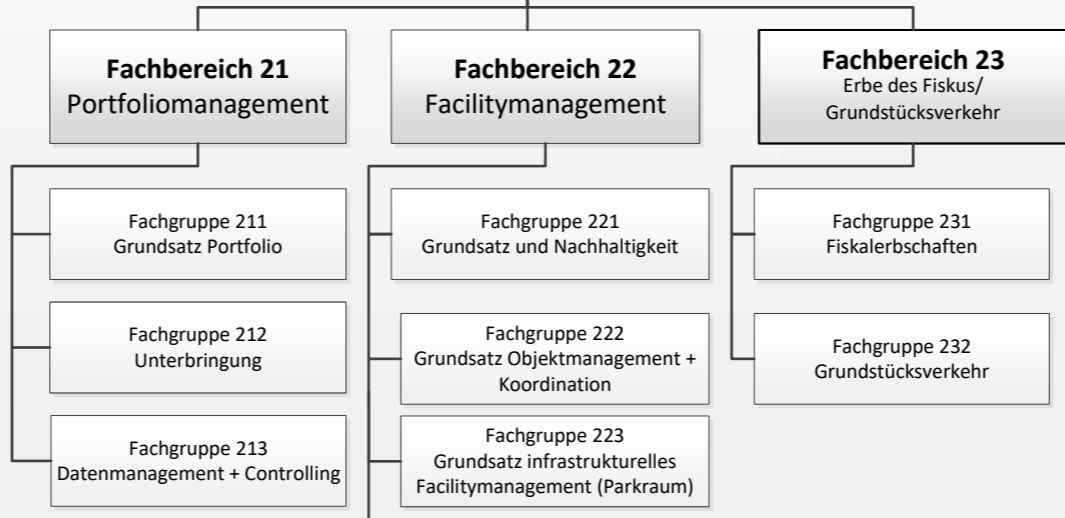 Fachbereich 21
Portfoliomanagement
Fachgruppe 211
Grundsatz Portfolio
Fachgruppe 212
Unterbringung
Fachgruppe 213
Datenmanagement + Controlling
Fachbereich 22
Facilitymanagement
Fachgruppe 221
Grundsatz und Nachhaltigkeit
Fachgruppe 222
Grundsatz Objektmanagement +
Koordination
Fachgruppe 223
Grundsatz infrastrukturelles
Facilitymanagement (Parkraum)
Fachbereich 23
Erbe des Fiskus/
Grundstücksverkehr
Fachgruppe 231
Fiskalerbschaften
Fachgruppe 232
Grundstücksverkehr